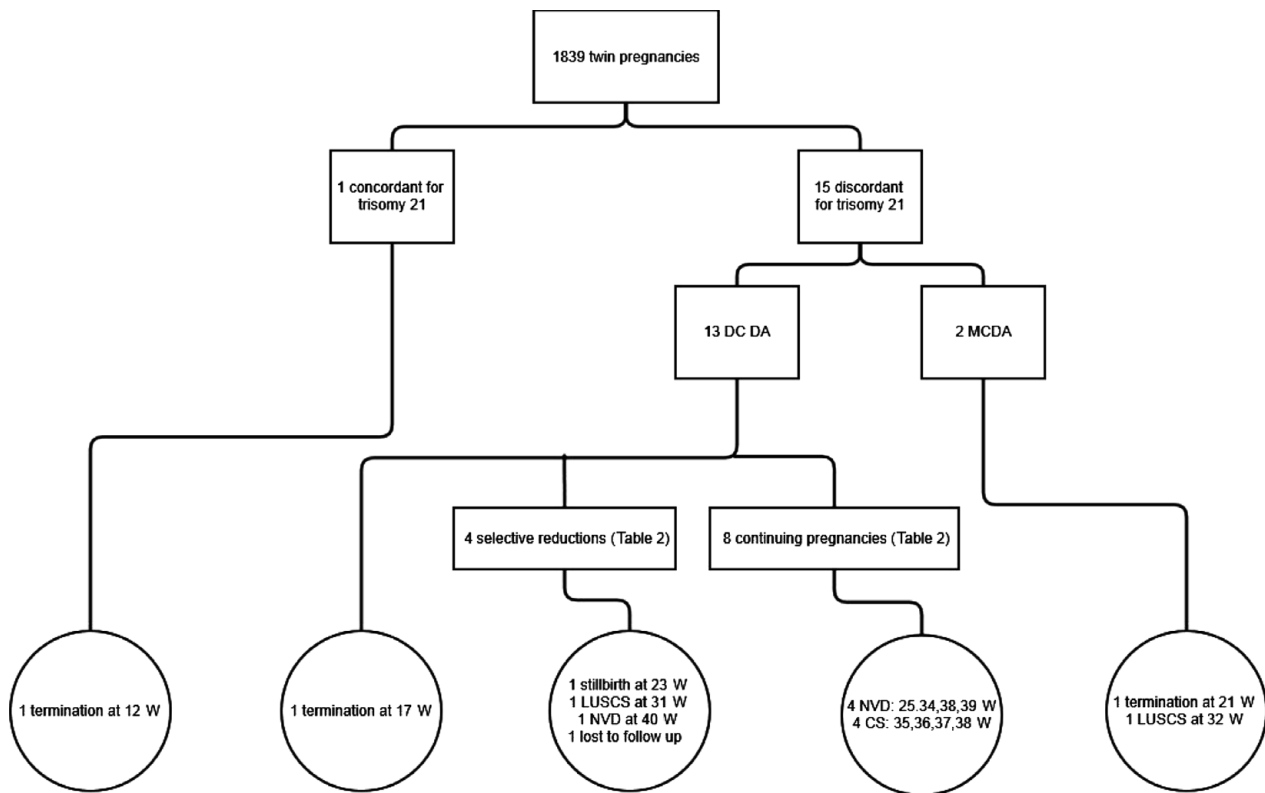 1839 twin pregnancies
1 concordant for
trisomy 21
15 discordant
for trisomy 21
13 DC DA
2 MCDA
4 selective reductions (Table 2)
8 continuing pregnancies (Table 2)
1 termination at 12 W
1 termination at 17 W
1 stillbirth at 23 W
1 LUSCS at 31 W
1 NVD at 40 W
1 lost to follow up
4 NVD: 25.34,38,39 W
4 CS: 35,36,37,38 W
1 termination at 21 W
1 LUSCS at 32 W